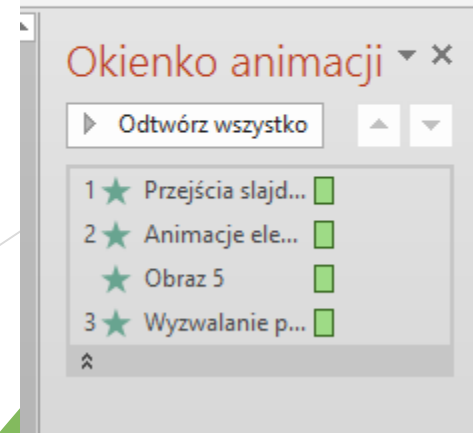 Okienko animacji
Odtwórz wszystko
1 Przejścia slajd...
2 Animacje ele...
Obraz 5
3 Wyzwalanie p...